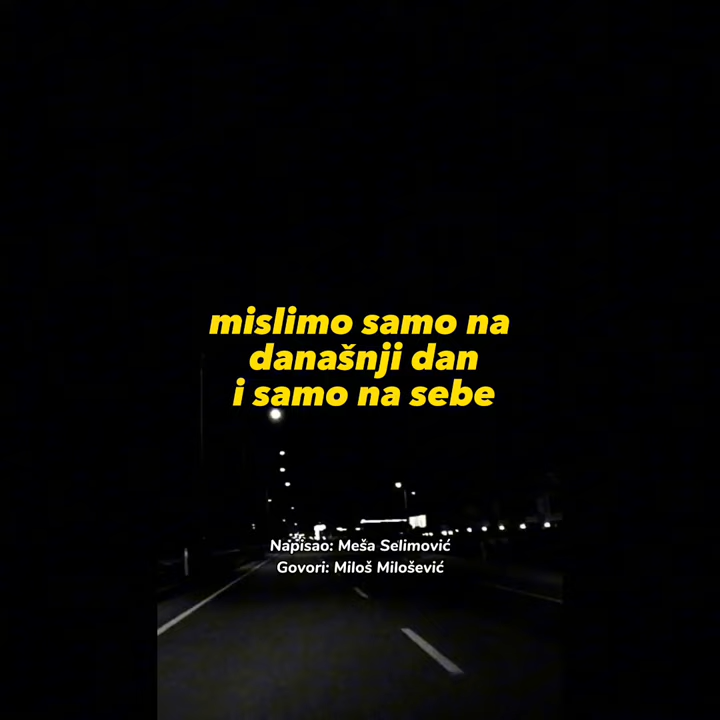 mislimo samo na
današnji dan
i samo na sebe
Napisao: Meša Selimović
Govori: Miloš Milošević